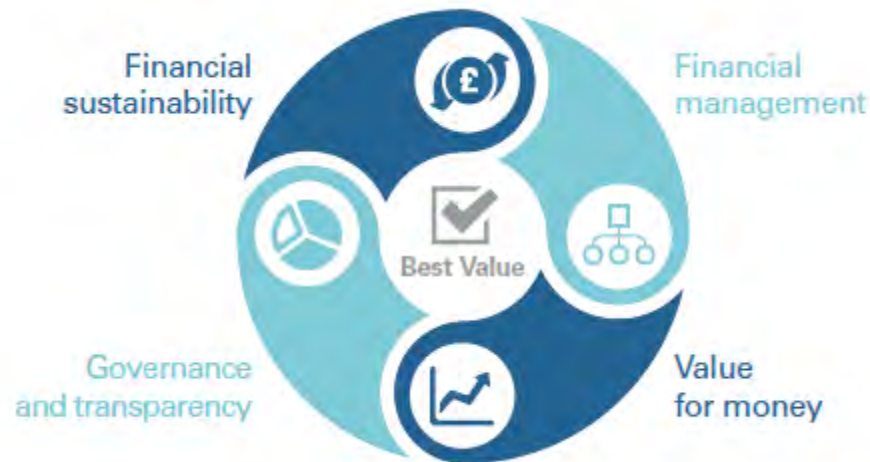 Financial
sustainability
Financial
management
£
Best Value
Governance
and transparency
Value
for money